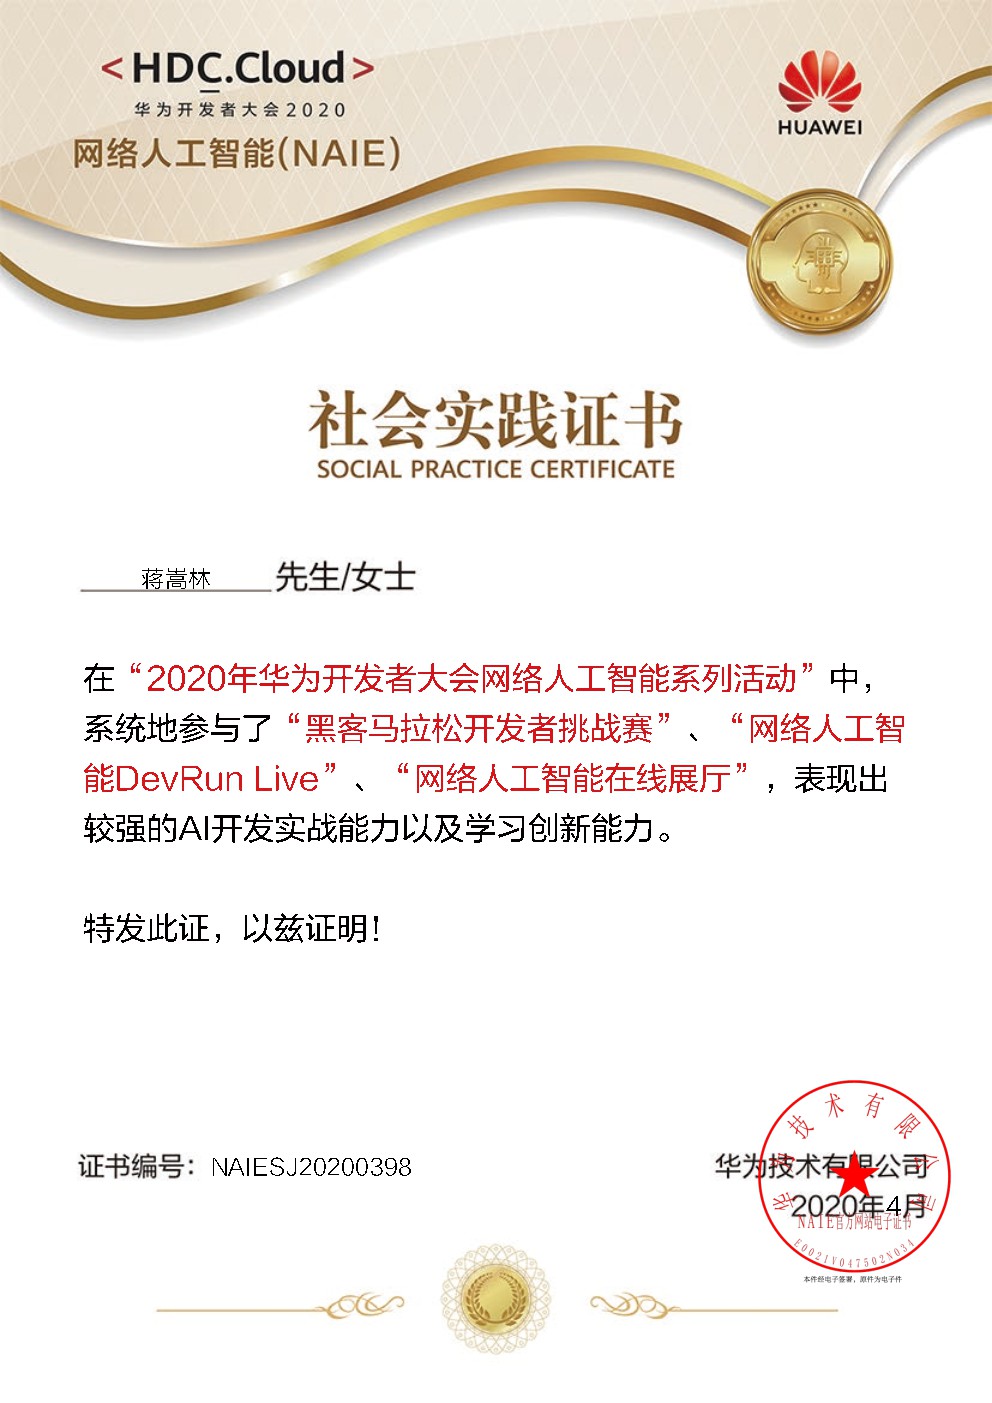 <HDC.Cloud>
华为开发者大会2020
网络人工智能(NAIE)
HUAWEI
社会实践证书
SOCIAL PRACTICE CERTIFICATE
蒋嵩林 先生/女士
在“2020年华为开发者大会网络人工智能系列活动”中，
系统地参与了“黑客马拉松开发者挑战赛”、“网络人工智
能DevRun Live”、“网络人工智能在线展厅”，表现出
较强的AI开发实战能力以及学习创新能力。
特发此证，以兹证明！
证书编号：NAIESJ20200398
华为技术有限公司
2020年4月
华为技术有限公司
NAIE官方网站电子证书
E0021V047502N034
本件经电子签署，原件为电子件